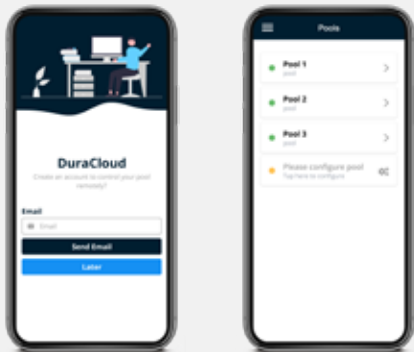 DuraCloud
Create an account to control your pool
remotely?
Email
Email
Send Email
Later
Pools
Pool 1
pool
Pool 2
pool
Pool 3
pool
Please configure pool
Tap here to configure